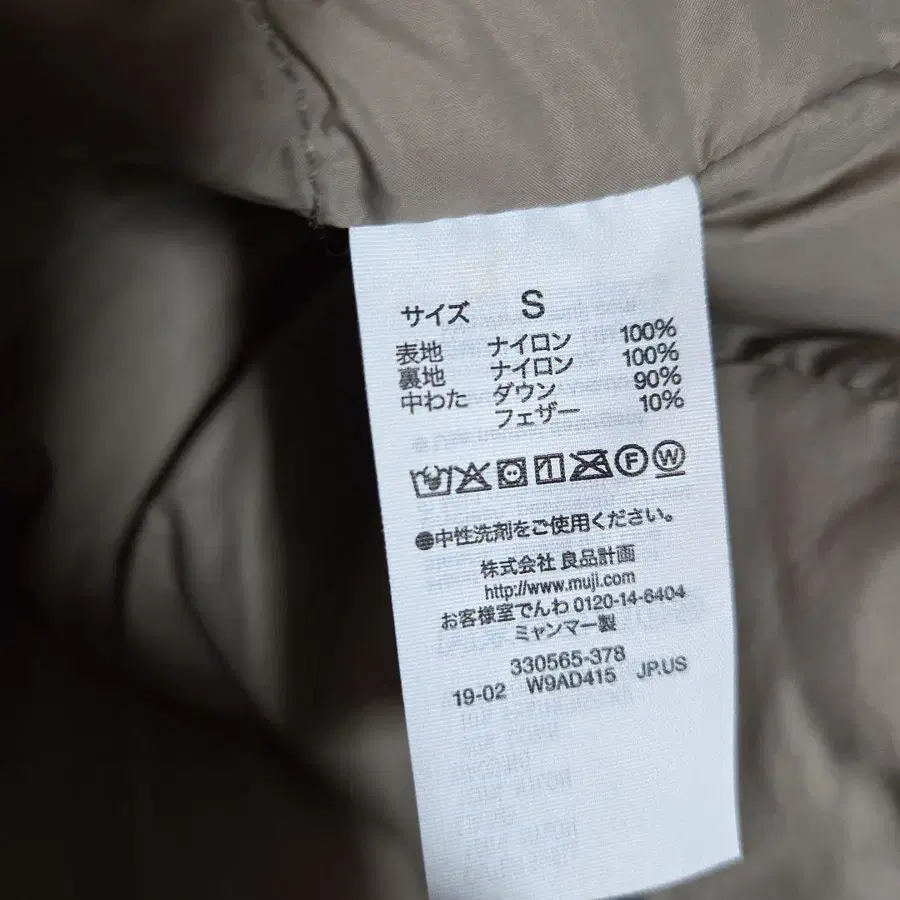 サイズ S
表地 ナイロン 100%
裏地 ナイロン 100%
中わた ダウン 90%
フェザー 10%
F W
●中性洗剤をご使用ください。
株式会社 良品計画
http://www.muji.com
お客様室でんわ 0120-14-6404
ミャンマー製
330565-378
19-02 W9AD415 JP.US